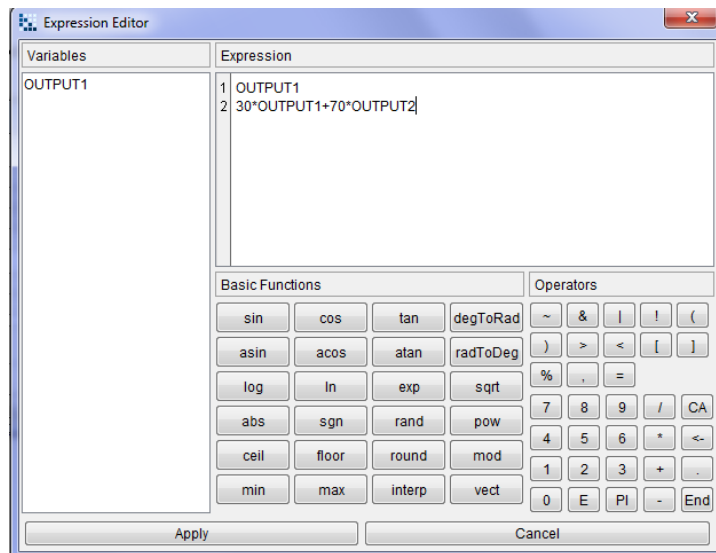 Expression Editor
x
Variables
Expression
OUTPUT1
1 OUTPUT1
2 30*OUTPUT1+70*OUTPUT2
Basic Functions
Operators
sin cos tan degToRad ~ & | ! (
asin acos atan radToDeg ) > < [ ]
log ln exp sqrt % , =
abs sgn rand pow 7 8 9 / CA
ceil floor round mod 4 5 6 * <-
min max interp vect 1 2 3 + .
0 E PI - End
Apply Cancel